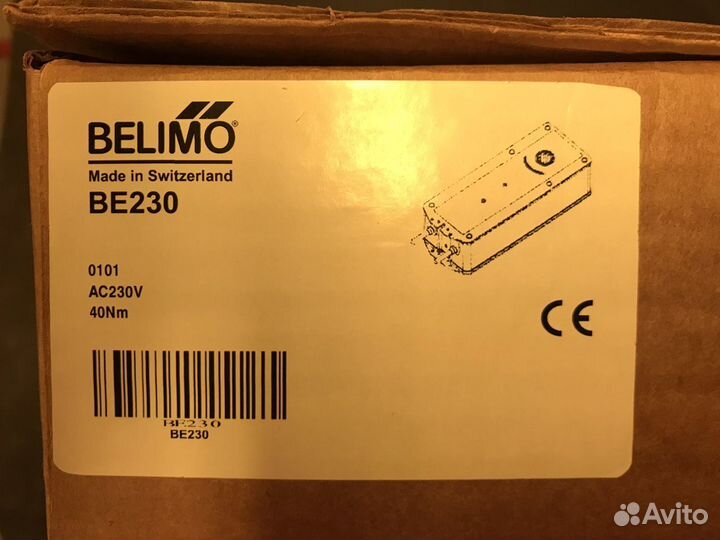 BELIMO®
Made in Switzerland
BE230
0101
AC230V
40Nm
CE
BE230
BE230
Avito